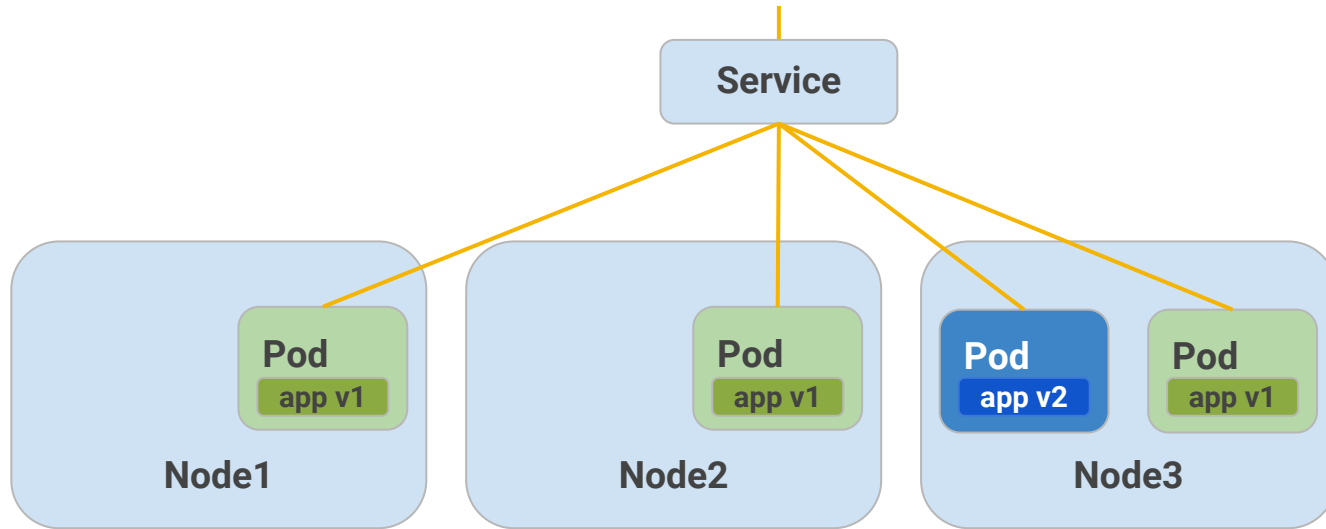 Service
Pod
app v1
Node1
Pod
app v1
Node2
Pod
app v2
Pod
app v1
Node3